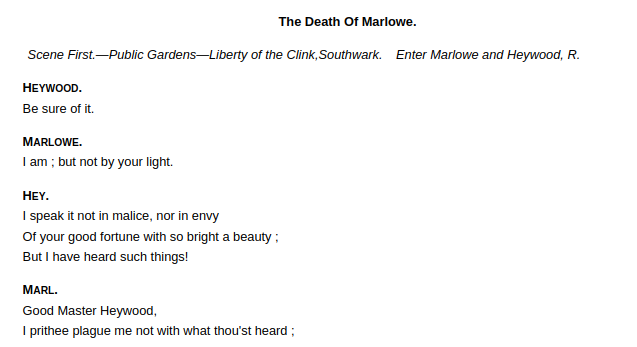 The Death Of Marlowe.
Scene First.—Public Gardens—Liberty of the Clink,Southwark. Enter Marlowe and Heywood, R.
HEYWOOD.
Be sure of it.
MARLOWE.
I am ; but not by your light.
HEY.
I speak it not in malice, nor in envy
Of your good fortune with so bright a beauty ;
But I have heard such things!
MARL.
Good Master Heywood,
I prithee plague me not with what thou'st heard ;